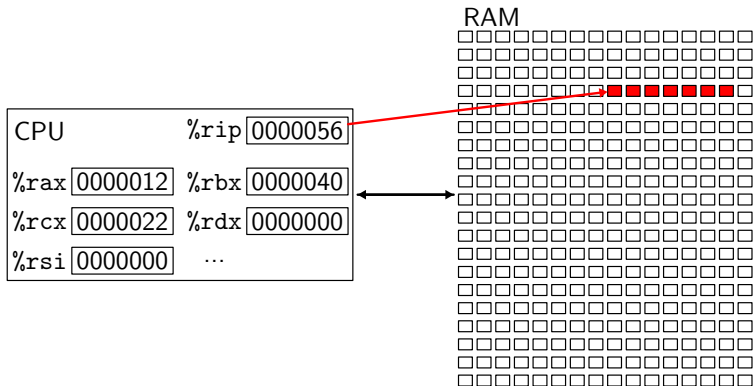 RAM
CPU %rip 0000056
%rax 0000012 %rbx 0000040
%rcx 0000022 %rdx 0000000
%rsi 0000000 ...